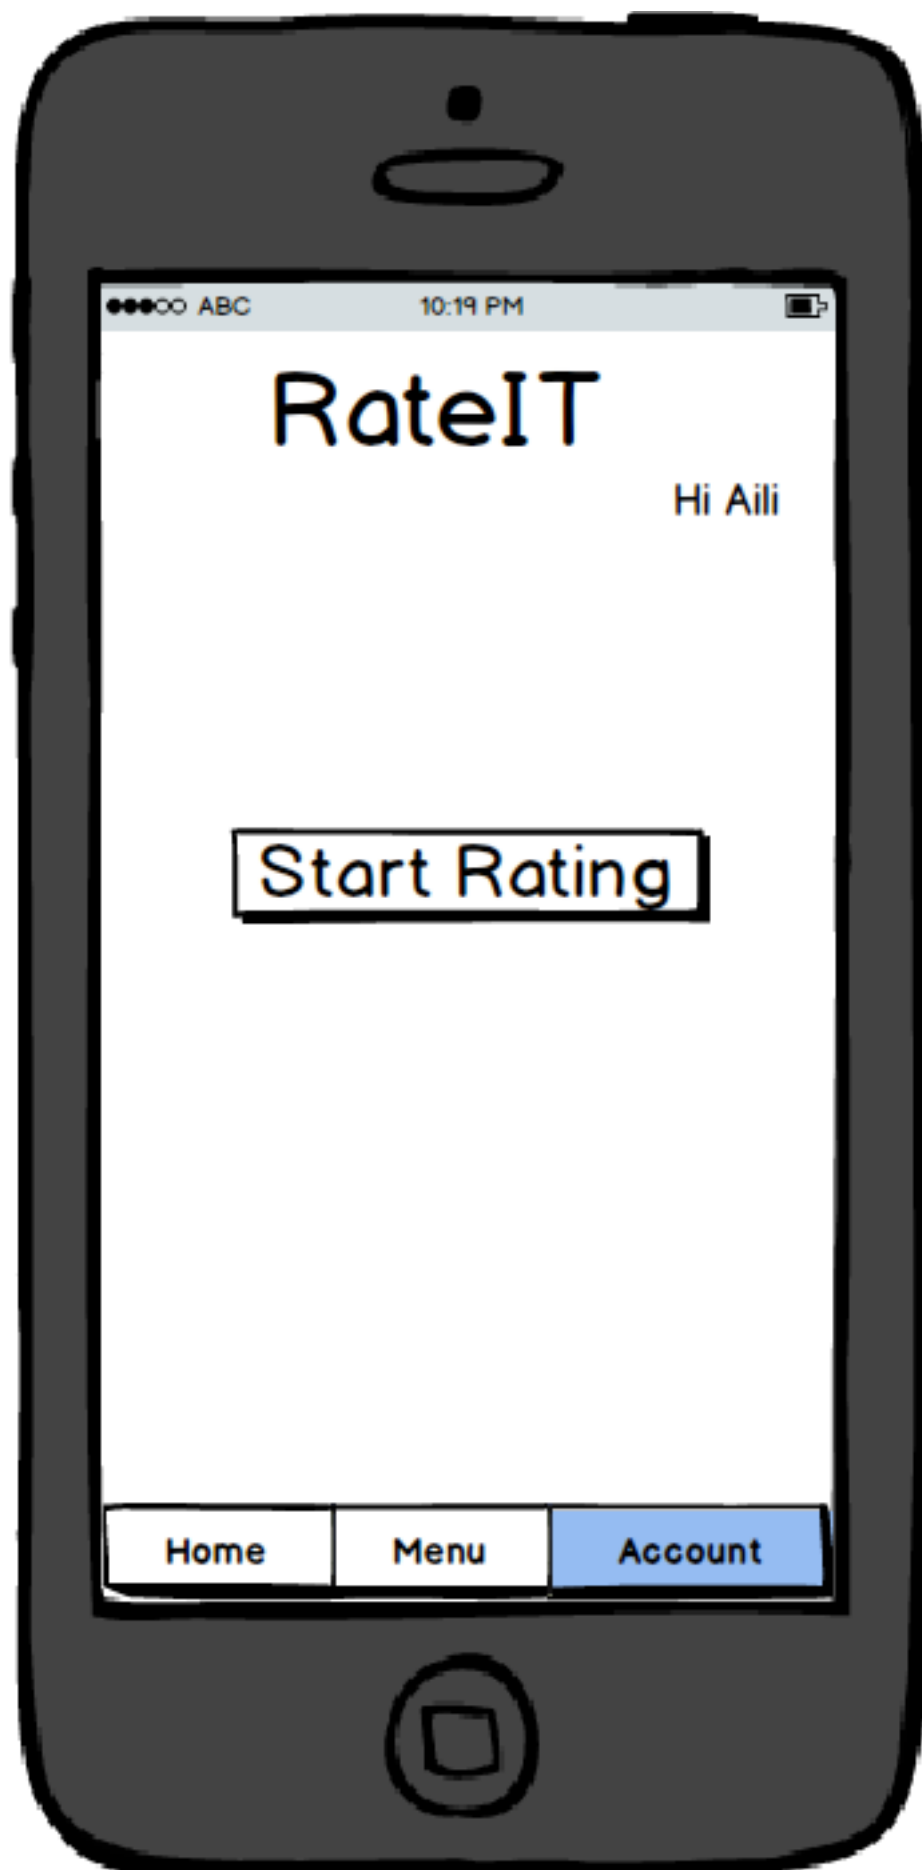 ABC 10:19 PM
RateIT
Hi Aili
Start Rating
Home Menu Account